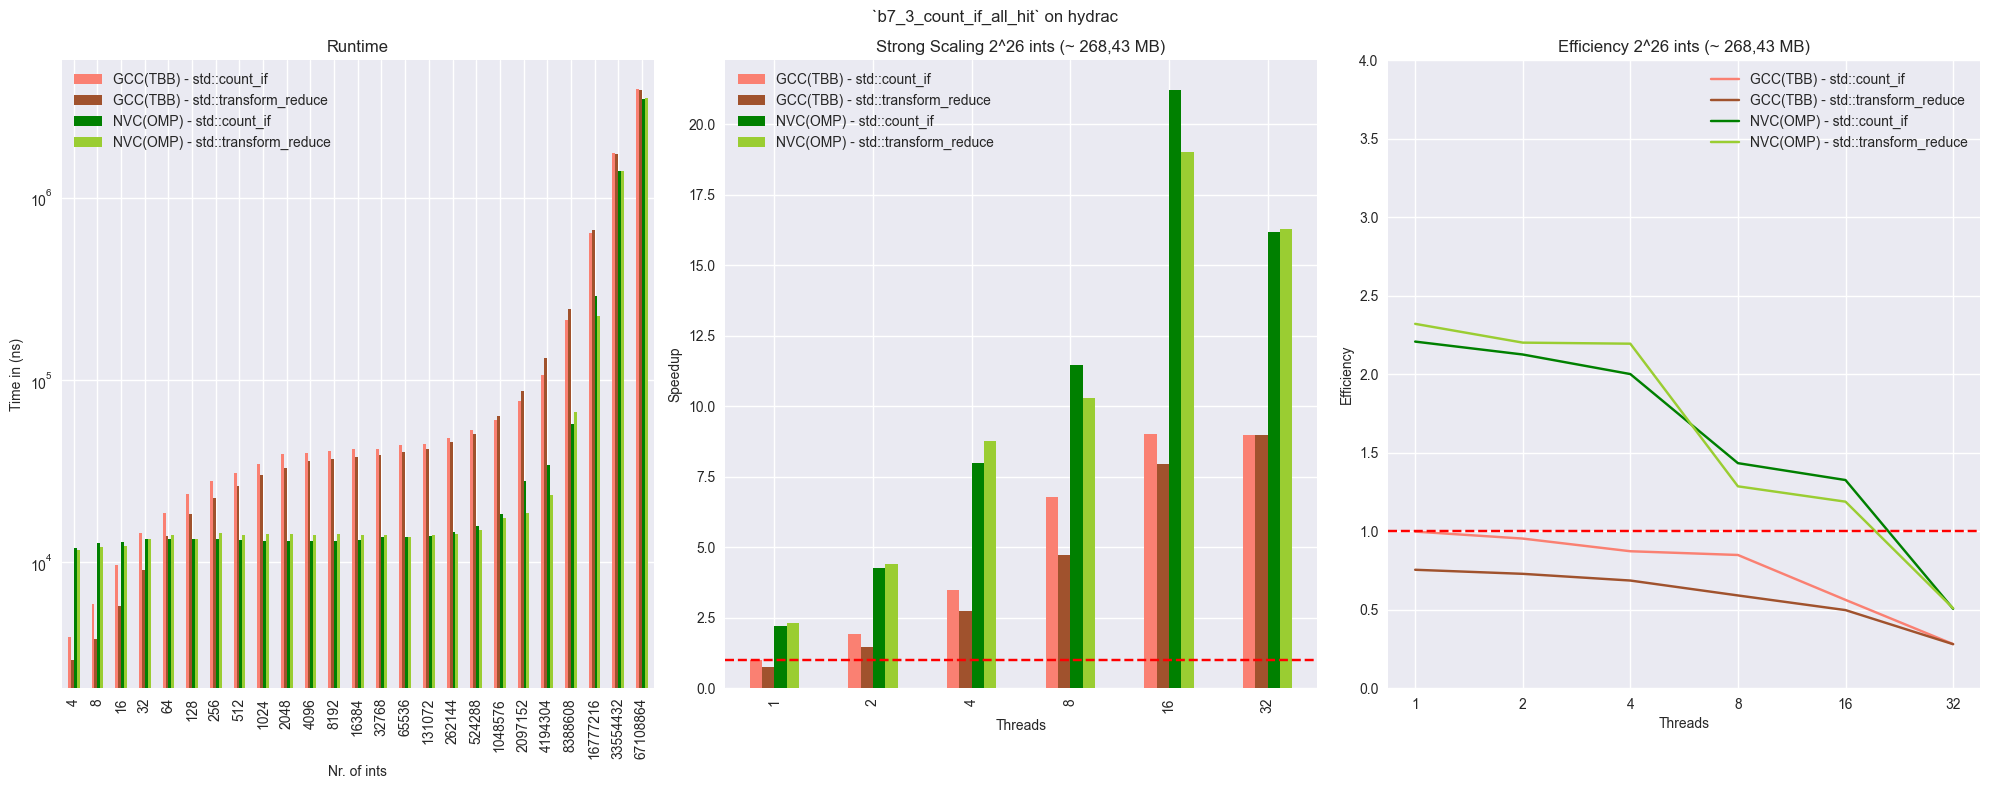 `b7_3_count_if_all_hit` on hydrac
Runtime
GCC(TBB) - std::count_if
GCC(TBB) - std::transform_reduce
NVC(OMP) - std::count_if
NVC(OMP) - std::transform_reduce
Time in (ns)
10^6
10^5
10^4
4 8 16 32 64 128 256 512 1024 2048 4096 8192 16384 32768 65536 131072 262144 524288 1048576 2097152 4194304 8388608 16777216 33554432 67108864
Nr. of ints
Strong Scaling 2^26 ints (~ 268,43 MB)
GCC(TBB) - std::count_if
GCC(TBB) - std::transform_reduce
NVC(OMP) - std::count_if
NVC(OMP) - std::transform_reduce
Speedup
20.0
17.5
15.0
12.5
10.0
7.5
5.0
2.5
0.0
1 2 4 8 16 32
Threads
Efficiency 2^26 ints (~ 268,43 MB)
GCC(TBB) - std::count_if
GCC(TBB) - std::transform_reduce
NVC(OMP) - std::count_if
NVC(OMP) - std::transform_reduce
Efficiency
4.0
3.5
3.0
2.5
2.0
1.5
1.0
0.5
0.0
1 2 4 8 16 32
Threads